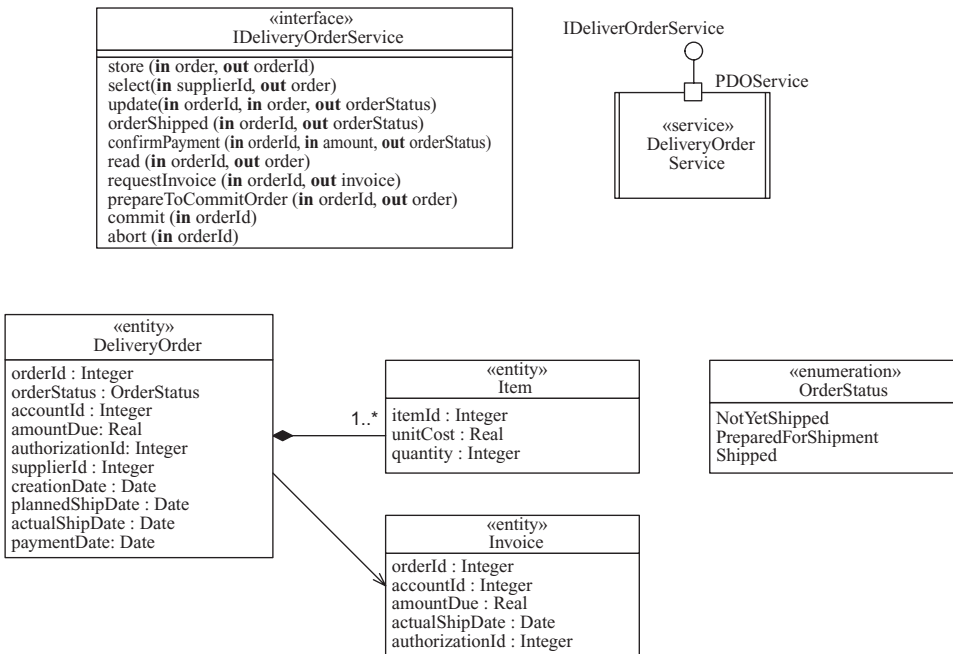 «interface»
IDeliveryOrderService
store (in order, out orderId)
select(in supplierId, out order)
update(in orderId, in order, out orderStatus)
orderShipped (in orderId, out orderStatus)
confirmPayment (in orderId, in amount, out orderStatus)
read (in orderId, out order)
requestInvoice (in orderId, out invoice)
prepareToCommitOrder (in orderId, out order)
commit (in orderId)
abort (in orderId)
IDeliverOrderService
PDOService
«service»
DeliveryOrder
Service
«entity»
DeliveryOrder
orderId : Integer
orderStatus : OrderStatus
accountId : Integer
amountDue: Real
authorizationId: Integer
supplierId : Integer
creationDate : Date
plannedShipDate : Date
actualShipDate : Date
paymentDate: Date
1..*
«entity»
Item
itemId : Integer
unitCost : Real
quantity : Integer
«enumeration»
OrderStatus
NotYetShipped
PreparedForShipment
Shipped
«entity»
Invoice
orderId : Integer
accountId : Integer
amountDue : Real
actualShipDate : Date
authorizationId : Integer